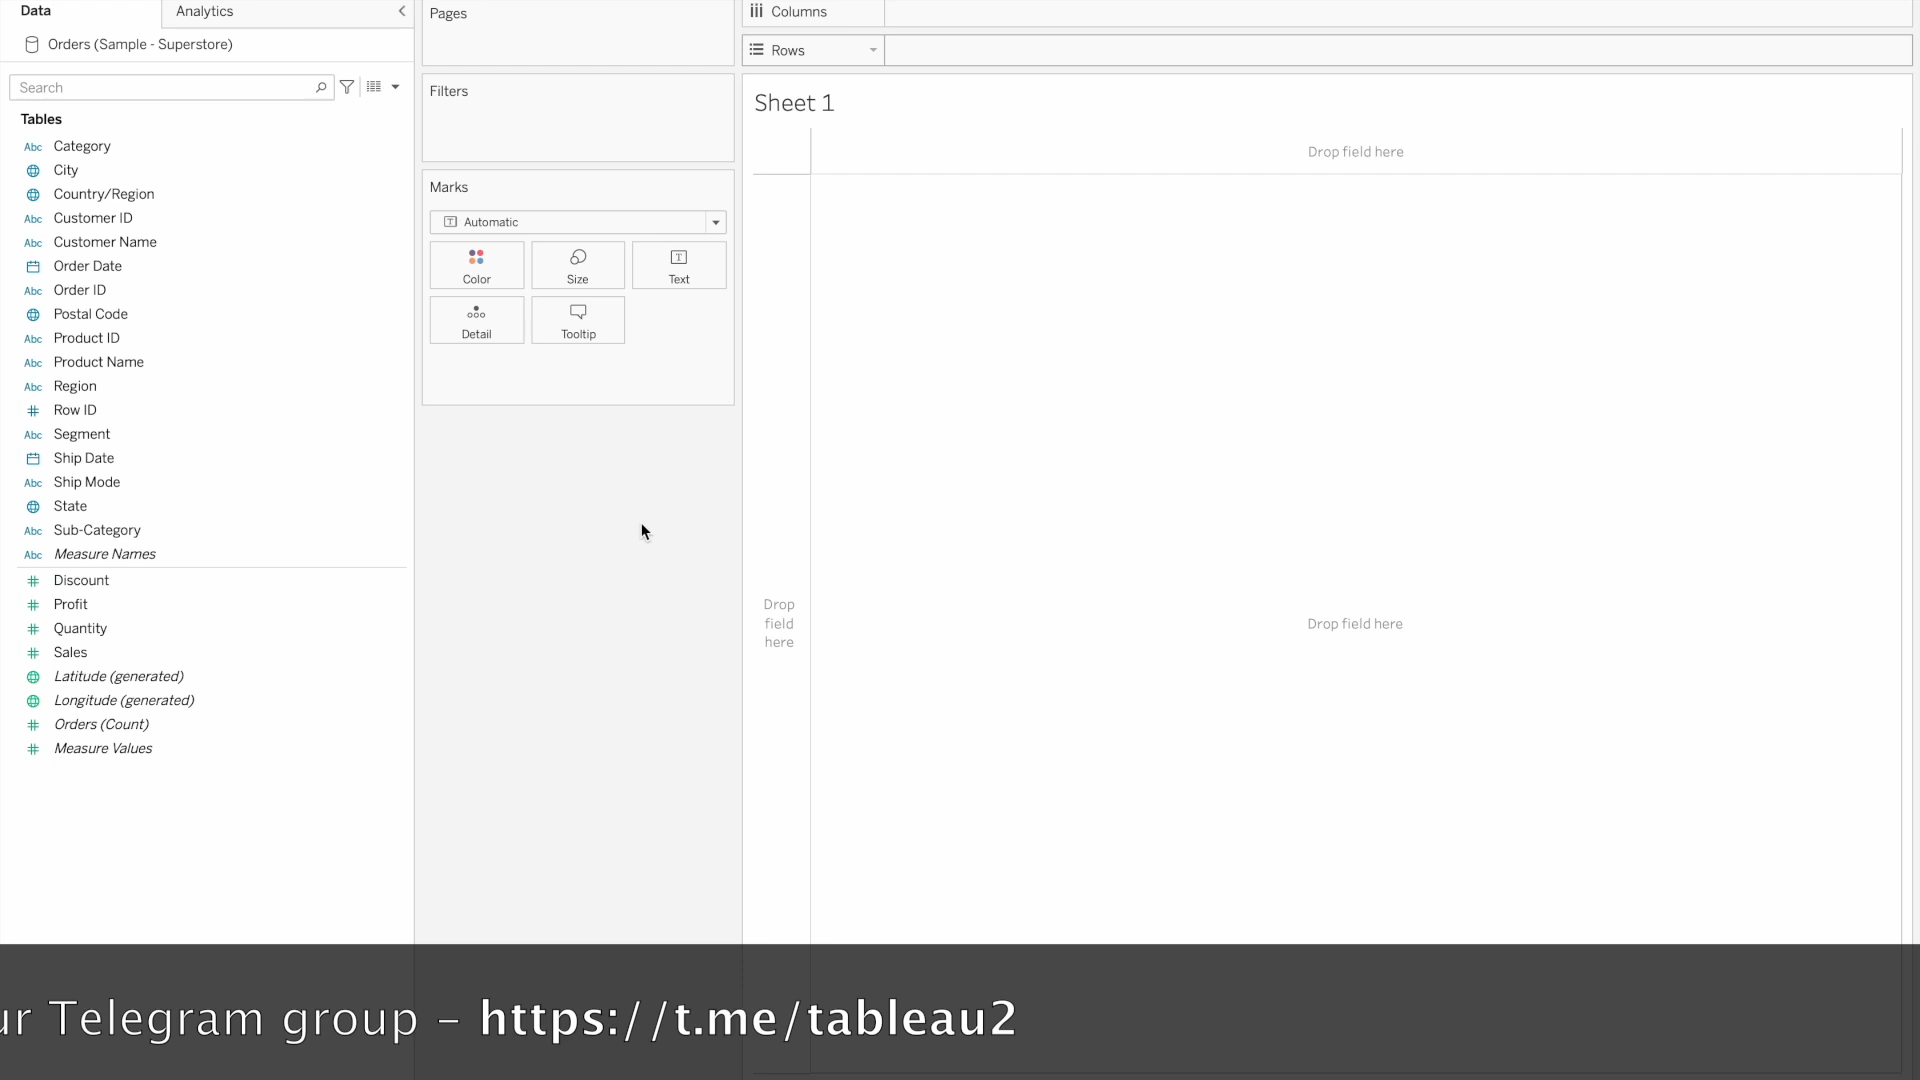 Data
Analytics
Orders (Sample - Superstore)
Search
Tables
Abc Category
City
Country/Region
Abc Customer ID
Abc Customer Name
Order Date
Abc Order ID
Postal Code
Abc Product ID
Abc Product Name
Abc Region
Row ID
Abc Segment
Ship Date
Abc Ship Mode
State
Abc Sub-Category
Abc Measure Names
Discount
Profit
Quantity
Sales
Latitude (generated)
Longitude (generated)
Orders (Count)
Measure Values
Pages
Filters
Marks
Automatic
Color
Size
Text
Detail
Tooltip
Columns
Rows
Sheet 1
Drop field here
Drop
field
here
Drop field here
ur Telegram group - https://t.me/tableau2